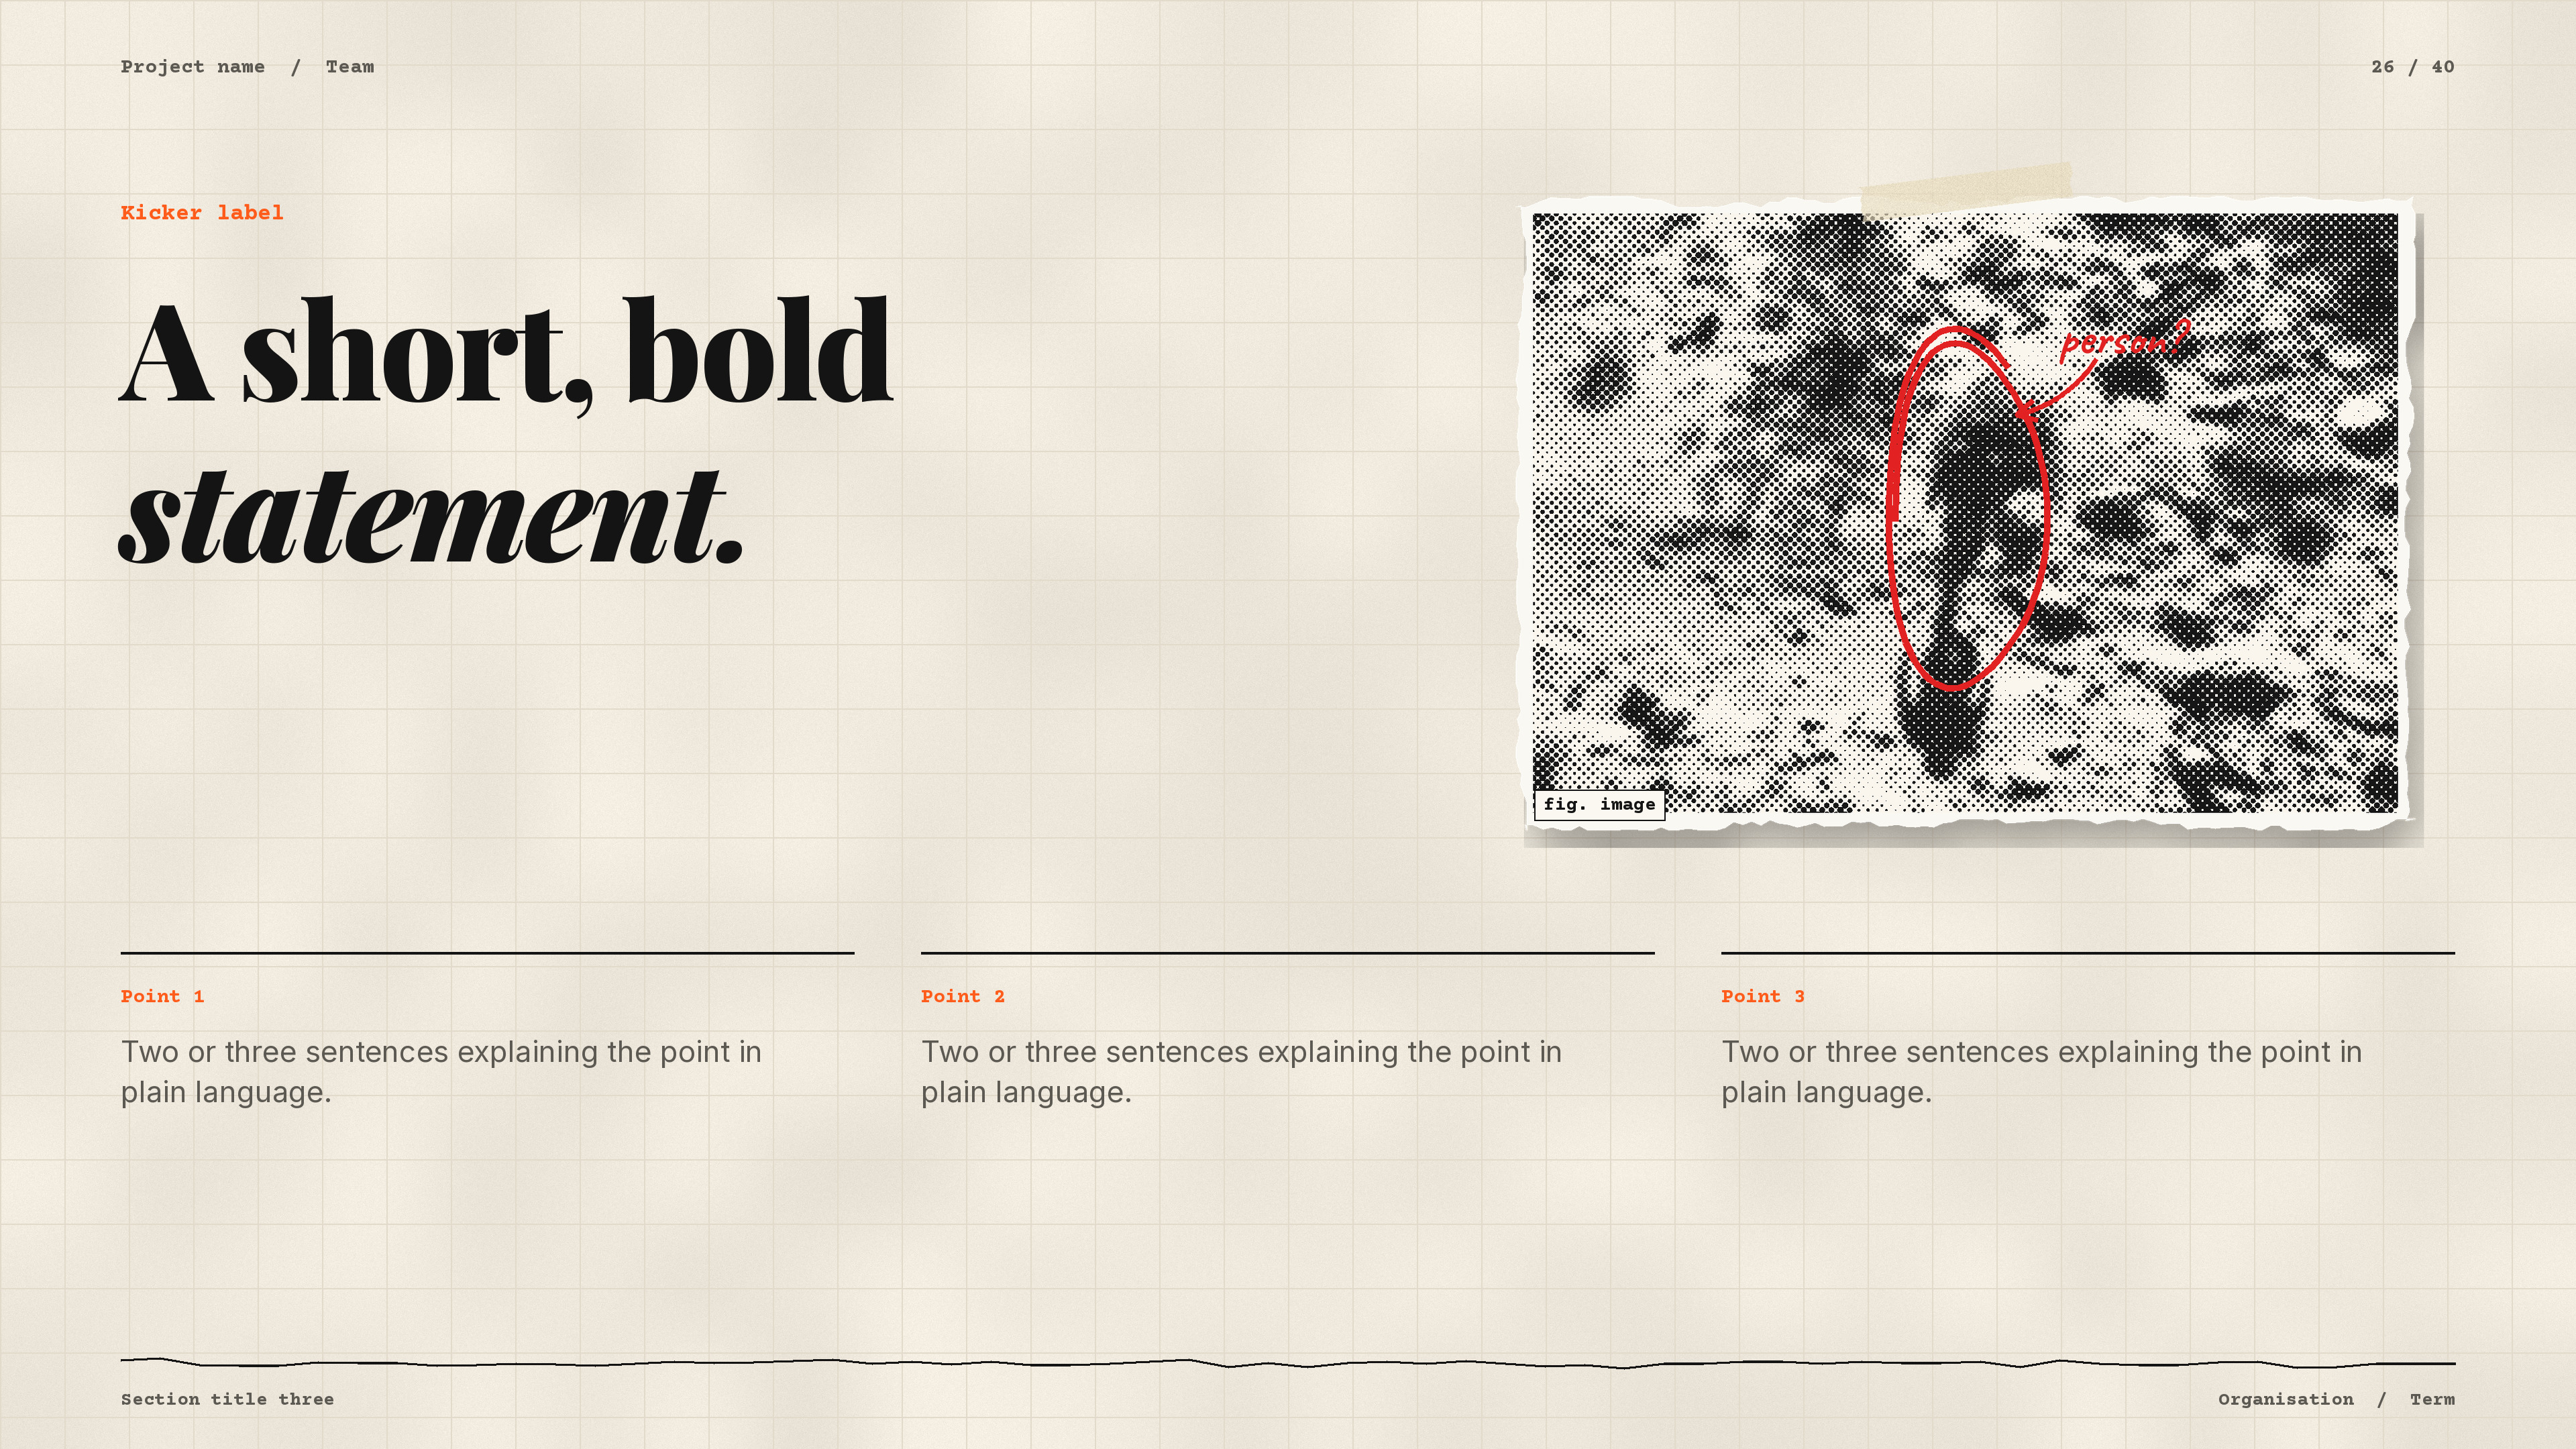 Project name / Team
26 / 40
Kicker label
A short, bold
statement.
person?
fig. image
Point 1
Two or three sentences explaining the point in
plain language.
Point 2
Two or three sentences explaining the point in
plain language.
Point 3
Two or three sentences explaining the point in
plain language.
Section title three
Organisation / Term